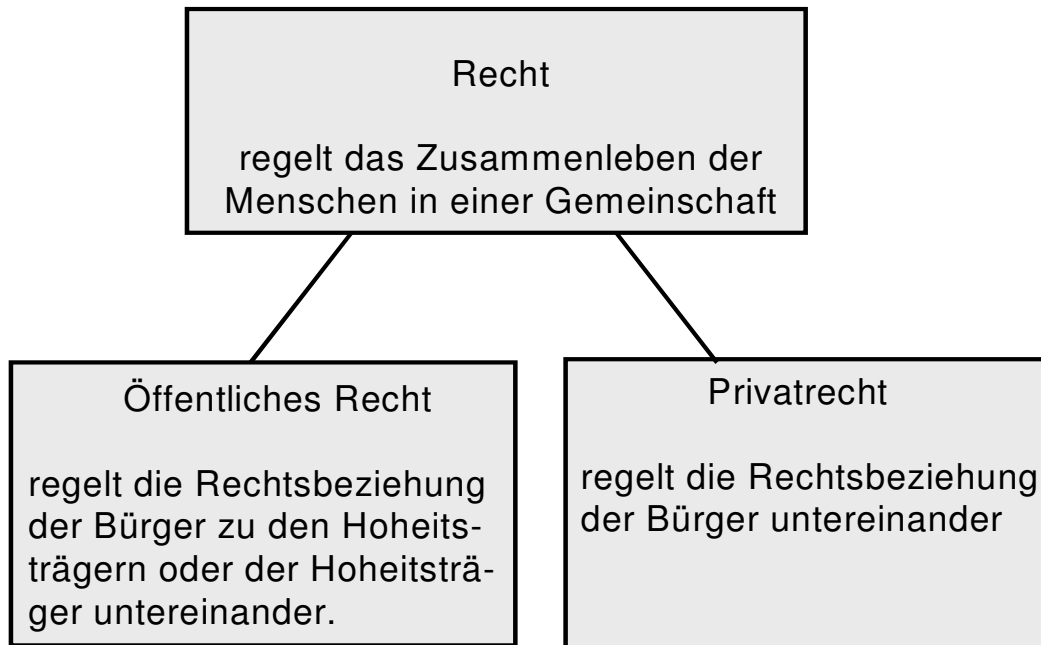 Recht
regelt das Zusammenleben der
Menschen in einer Gemeinschaft
Öffentliches Recht
regelt die Rechtsbeziehung
der Bürger zu den Hoheits-
trägern oder der Hoheitsträ-
ger untereinander.
Privatrecht
regelt die Rechtsbeziehung
der Bürger untereinander